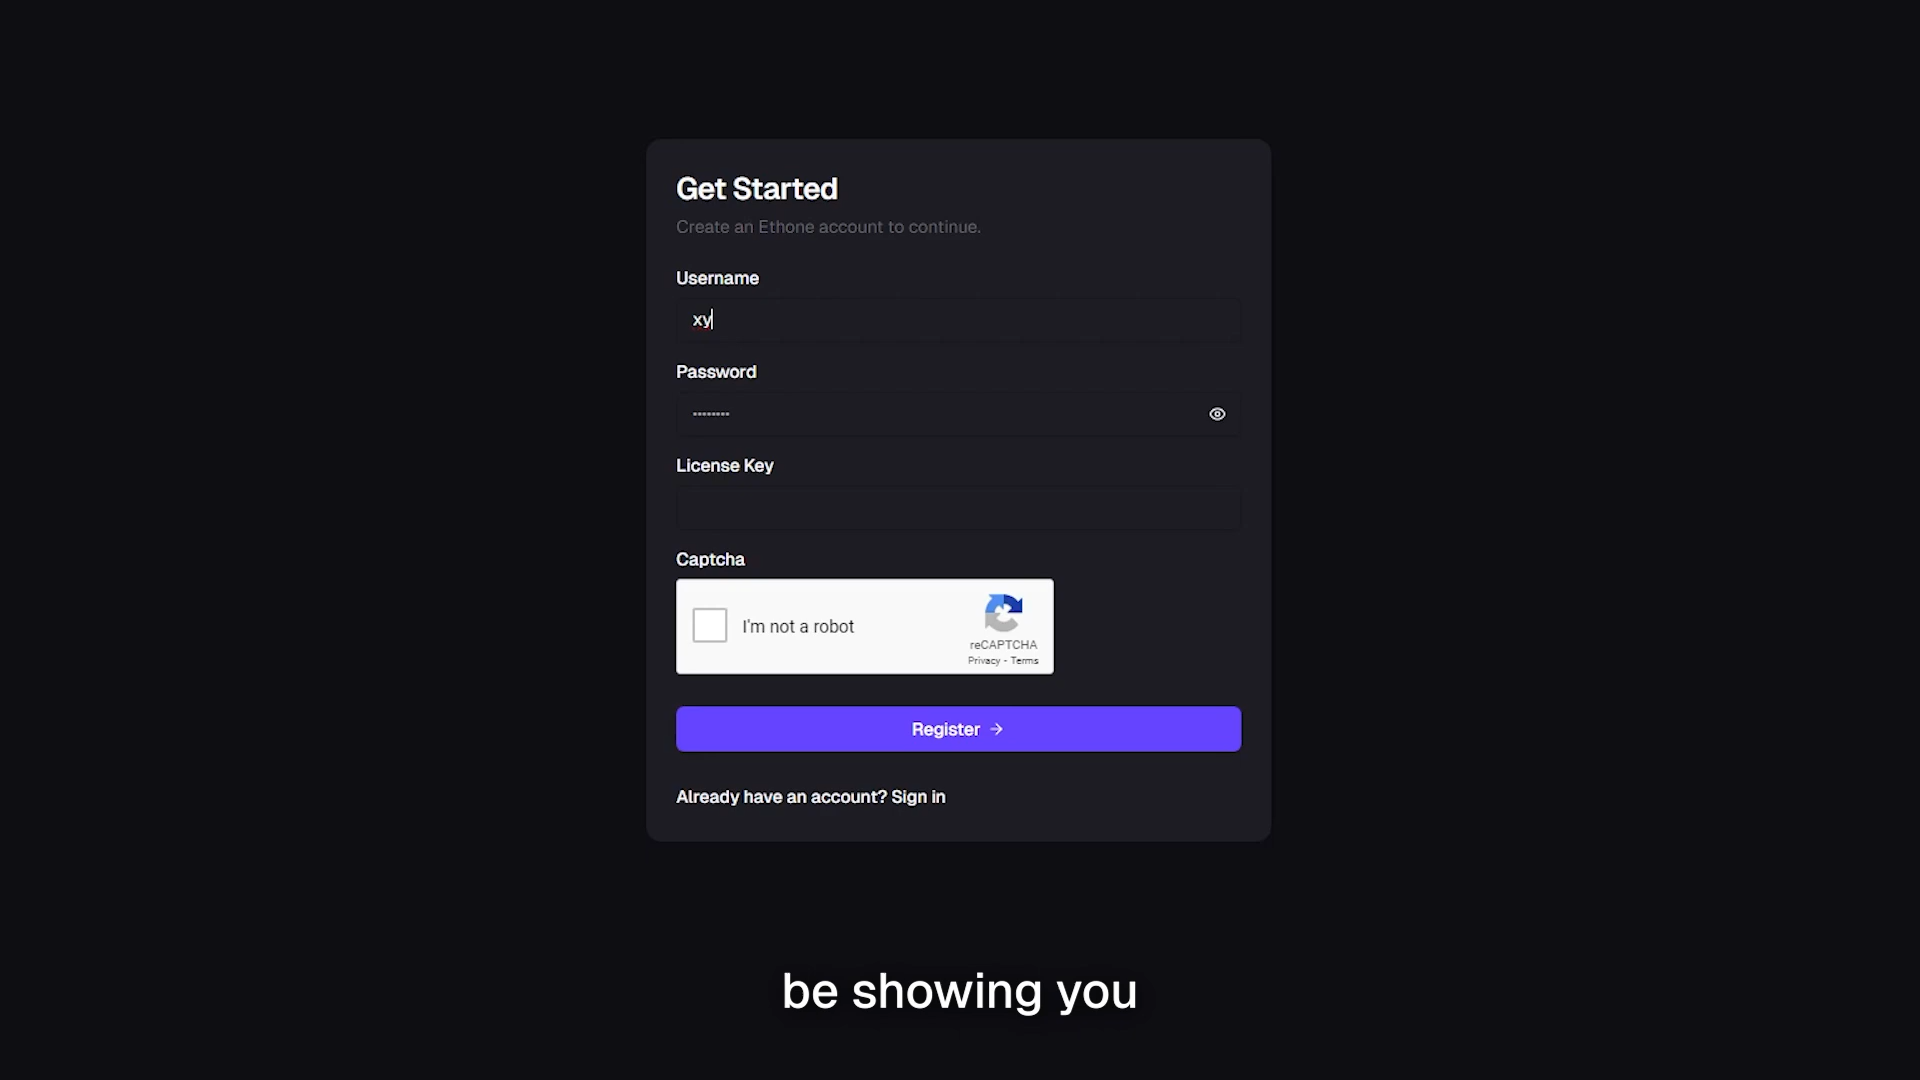 Get Started
Create an Ethone account to continue.
Username
xy
Password
••••••••
License Key
Captcha
I'm not a robot
reCAPTCHA
Privacy - Terms
Register →
Already have an account? Sign in
be showing you